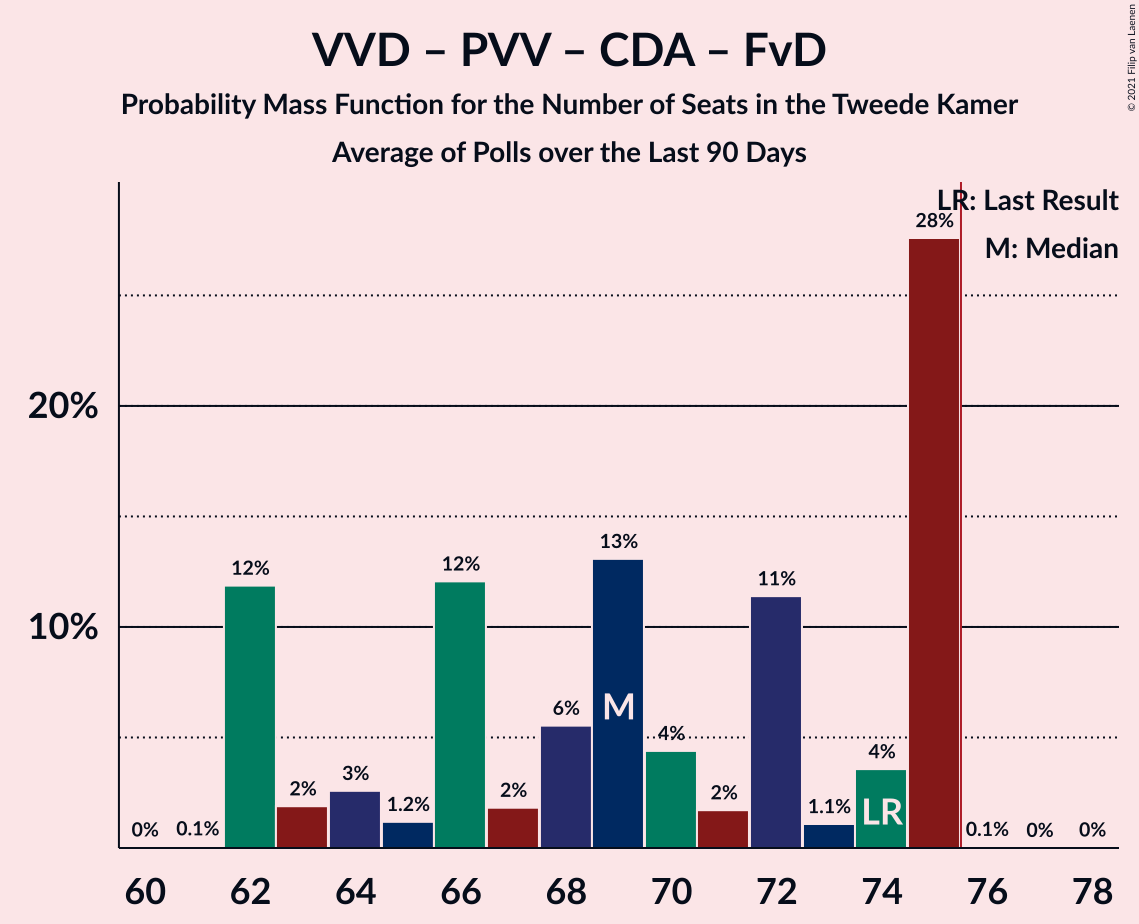 VVD – PVV – CDA – FvD
Probability Mass Function for the Number of Seats in the Tweede Kamer
Average of Polls over the Last 90 Days
© 2021 Filip van Laenen
LR: Last Result
M: Median
20%
10%
0%
0.1%
12%
2%
3%
1.2%
12%
2%
6%
13%
4%
2%
11%
1.1%
4%
28%
0.1%
0%
0%
M
LR
60 62 64 66 68 70 72 74 76 78